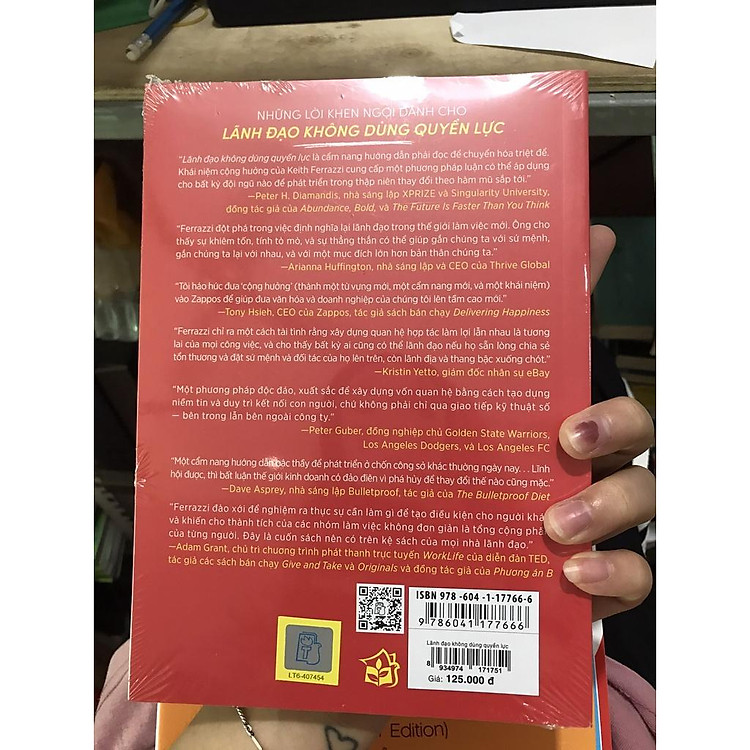 NHỮNG LỜI KHEN NGỢI DÀNH CHO
LÃNH ĐẠO KHÔNG DÙNG QUYỀN LỰC
“Lãnh đạo không dùng quyền lực là cẩm nang hướng dẫn phải đọc để chuyển hóa triệt để.
Khái niệm cộng hưởng của Keith Ferrazzi cung cấp một phương pháp luận có thể áp dụng
cho bất kỳ đội ngũ nào để phát triển trong thập niên thay đổi theo hàm mũ sắp tới.”
—Peter H. Diamandis, nhà sáng lập XPRIZE và Singularity University,
đồng tác giả của Abundance, Bold, và The Future Is Faster Than You Think
“Ferrazzi đột phá trong việc định nghĩa lại lãnh đạo trong thế giới làm việc mới. Ông cho
thấy sự khiêm tốn, tính tò mò, và sự thẳng thắn có thể giúp gắn chúng ta với sứ mệnh,
gắn chúng ta lại với nhau, và với một mục đích lớn hơn bản thân chúng ta.”
—Arianna Huffington, nhà sáng lập và CEO của Thrive Global
“Tôi háo hức đưa ‘cộng hưởng’ (thành một từ vựng mới, một cẩm nang mới, và một khái niệm)
vào Zappos để giúp đưa văn hóa và doanh nghiệp của chúng tôi lên tầm cao mới.”
—Tony Hsieh, CEO của Zappos, tác giả sách bán chạy Delivering Happiness
“Ferrazzi chỉ ra một cách tài tình rằng xây dựng quan hệ hợp tác làm lợi lẫn nhau là tương
lai của mọi công việc, và cho thấy bất kỳ ai cũng có thể lãnh đạo nếu họ sẵn lòng chia sẻ
tổn thương và đặt sứ mệnh và đối tác của họ lên trên, còn lãnh địa và thang bậc xuống chót.”
—Kristin Yetto, giám đốc nhân sự eBay
“Một phương pháp độc đáo, xuất sắc để xây dựng vốn quan hệ bằng cách tạo dựng
niềm tin và duy trì kết nối con người, chứ không phải chỉ qua giao tiếp kỹ thuật số
— bên trong lẫn bên ngoài công ty.”
—Peter Guber, đồng nghiệp chủ Golden State Warriors,
Los Angeles Dodgers, và Los Angeles FC
“Một cẩm nang hướng dẫn bậc thầy để phát triển ở chốn công sở khác thường ngày nay... Lĩnh
hội được, thì bất luận thế giới kinh doanh có đảo điên vì phá hủy để thay đổi thế nào cũng mặc.”
—Dave Asprey, nhà sáng lập Bulletproof, tác giả của The Bulletproof Diet
“Ferrazzi đào xới để nghiệm ra thực sự cần làm gì để tạo điều kiện cho người khác
và khiến cho thành tích của các nhóm làm việc không đơn giản là tổng cộng phần
của từng người. Đây là cuốn sách nên có trên kệ sách của mọi nhà lãnh đạo.”
—Adam Grant, chủ trì chương trình phát thanh trực tuyến WorkLife của diễn đàn TED,
tác giả các sách bán chạy Give and Take và Originals và đồng tác giả của Phương án B
ISBN 978-604-1-17766-6
9 786041 177666
Lãnh đạo không dùng quyền lực
8 934974 171751
Giá: 125.000 đ
LT6-407454
Edition)